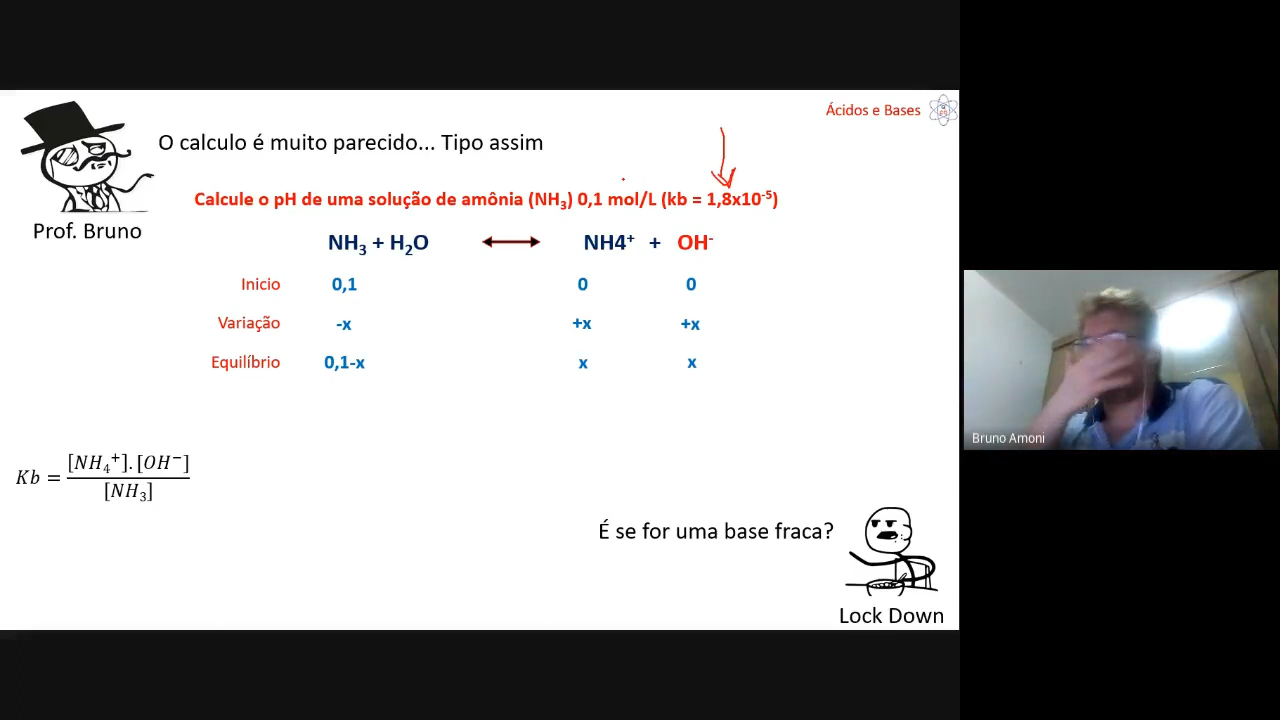 Ácidos e Bases
O calculo é muito parecido... Tipo assim
Calcule o pH de uma solução de amônia (NH₃) 0,1 mol/L (kb = 1,8x10⁻⁵)
Prof. Bruno
NH₃ + H₂O ↔ NH4⁺ + OH⁻
Inicio 0,1 0 0
Variação -x +x +x
Equilíbrio 0,1-x x x
Bruno Amoni
Kb = [NH₄⁺].[OH⁻] / [NH₃]
É se for uma base fraca?
Lock Down